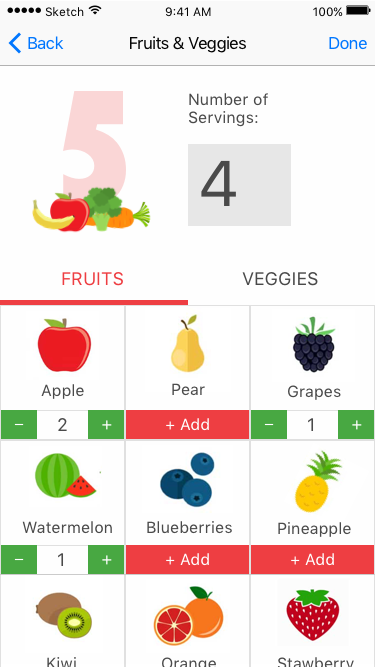 Sketch 9:41 AM 100%
Back Fruits & Veggies Done
5
Number of
Servings:
4
FRUITS VEGGIES
Apple Pear Grapes
− 2 + + Add − 1 +
Watermelon Blueberries Pineapple
− 1 + + Add + Add
Kiwi Orange